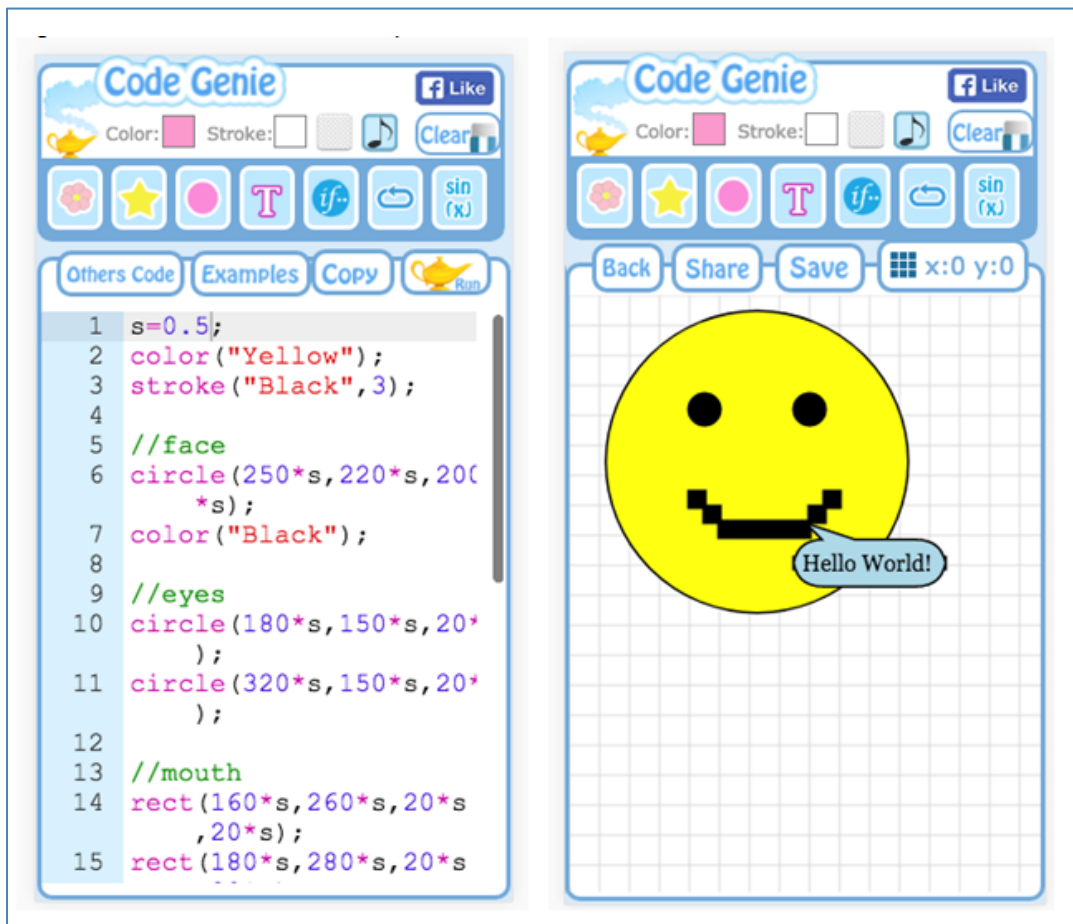 Code Genie
f Like
Color: Stroke: Clear
T if·· sin (x)
Others Code Examples Copy Run
1 s=0.5;
2 color("Yellow");
3 stroke("Black",3);
4
5 //face
6 circle(250*s,220*s,200
*s);
7 color("Black");
8
9 //eyes
10 circle(180*s,150*s,20*
);
11 circle(320*s,150*s,20*
);
12
13 //mouth
14 rect(160*s,260*s,20*s
,20*s);
15 rect(180*s,280*s,20*s
Code Genie
f Like
Color: Stroke: Clear
T if·· sin (x)
Back Share Save x:0 y:0
Hello World!